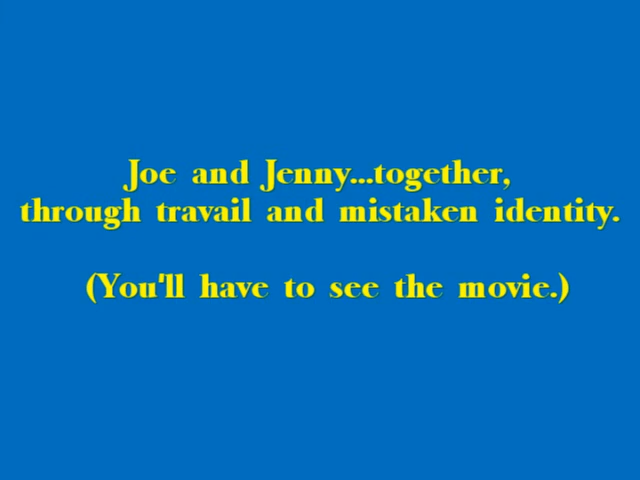 Joe and Jenny...together,
through travail and mistaken identity.
(You'll have to see the movie.)